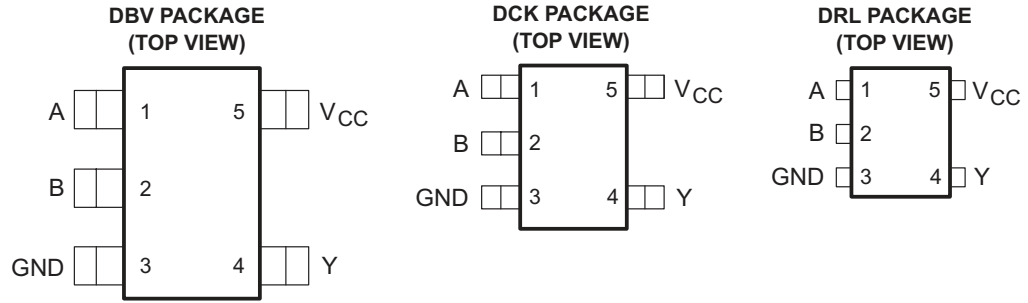 DBV PACKAGE
(TOP VIEW)
A 1 5 VCC
B 2
GND 3 4 Y
DCK PACKAGE
(TOP VIEW)
A 1 5 VCC
B 2
GND 3 4 Y
DRL PACKAGE
(TOP VIEW)
A 1 5 VCC
B 2
GND 3 4 Y